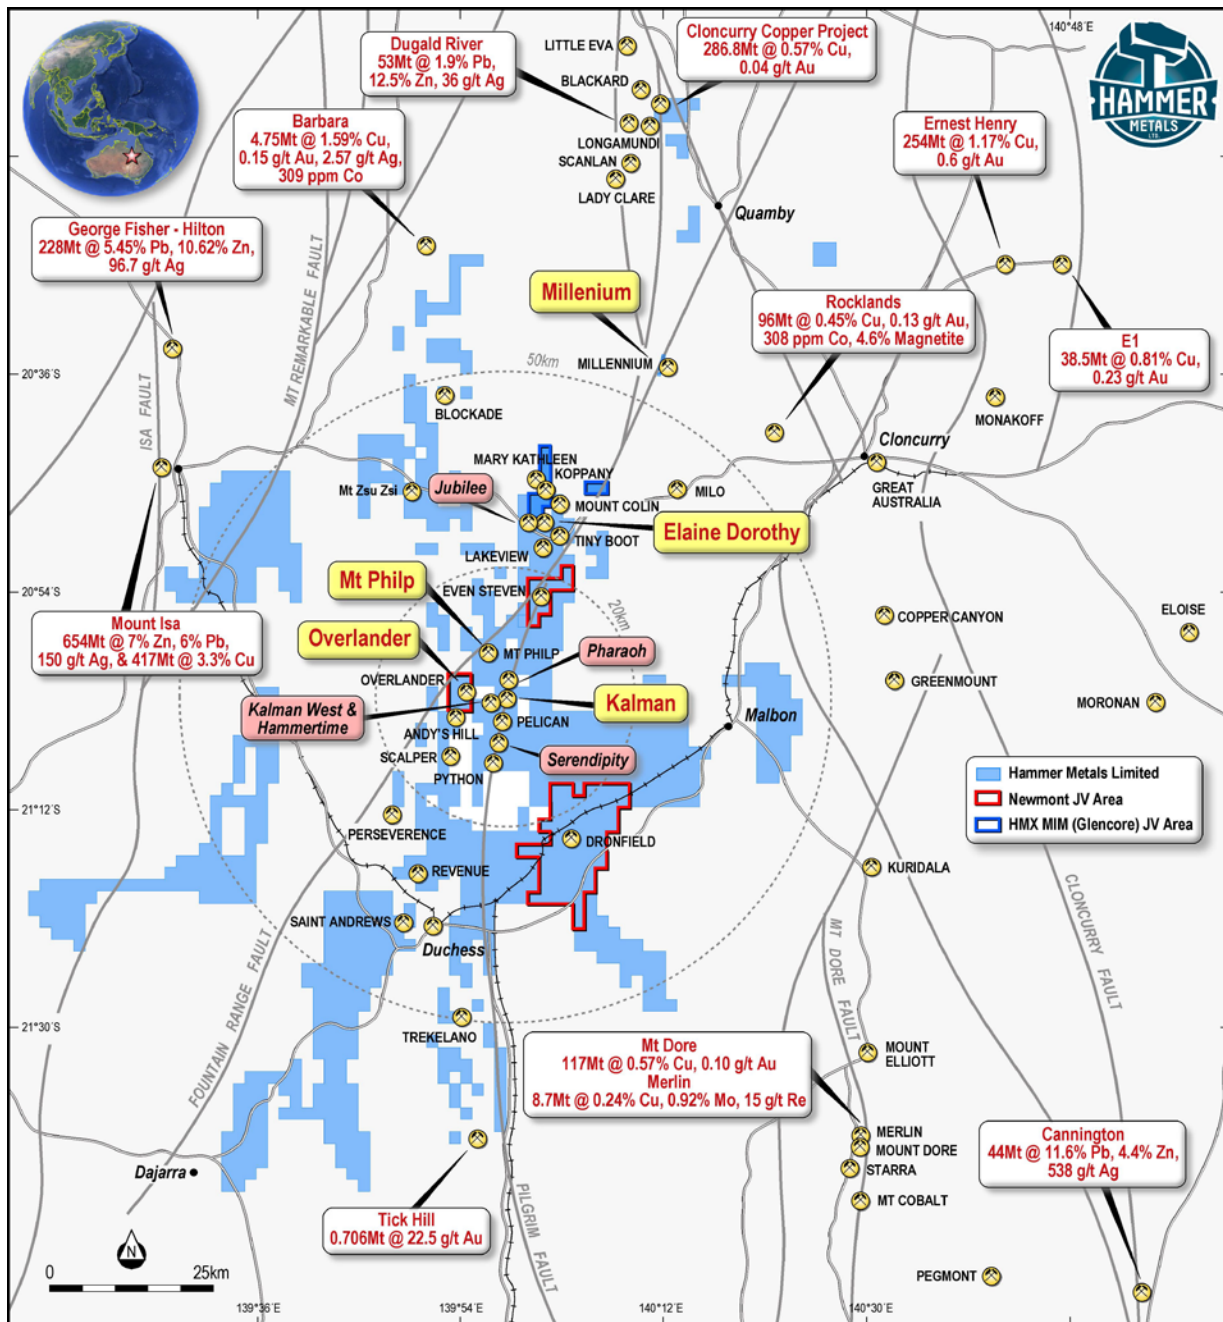 140°48´E
HAMMER
METALS
LTD.
Dugald River
53Mt @ 1.9% Pb,
12.5% Zn, 36 g/t Ag
LITTLE EVA
Cloncurry Copper Project
286.8Mt @ 0.57% Cu,
0.04 g/t Au
BLACKARD
Barbara
4.75Mt @ 1.59% Cu,
0.15 g/t Au, 2.57 g/t Ag,
309 ppm Co
LONGAMUNDI
SCANLAN
LADY CLARE
Ernest Henry
254Mt @ 1.17% Cu,
0.6 g/t Au
Quamby
George Fisher - Hilton
228Mt @ 5.45% Pb, 10.62% Zn,
96.7 g/t Ag
MT REMARKABLE FAULT
Millenium
Rocklands
96Mt @ 0.45% Cu, 0.13 g/t Au,
308 ppm Co, 4.6% Magnetite
E1
38.5Mt @ 0.81% Cu,
0.23 g/t Au
50km
MILLENNIUM
20°36´S
ISA FAULT
BLOCKADE
MONAKOFF
Cloncurry
MARY KATHLEEN
KOPPANY
GREAT
AUSTRALIA
Mt Zsu Zsi
Jubilee
MILO
MOUNT COLIN
Elaine Dorothy
TINY BOOT
LAKEVIEW
Mt Philp
EVEN STEVEN
20°54´S
20km
COPPER CANYON
ELOISE
Mount Isa
654Mt @ 7% Zn, 6% Pb,
150 g/t Ag, & 417Mt @ 3.3% Cu
Overlander
MT PHILP
Pharaoh
OVERLANDER
GREENMOUNT
Kalman West &
Hammertime
Kalman
MORONAN
Malbon
PELICAN
ANDY'S HILL
SCALPER
Serendipity
PYTHON
Hammer Metals Limited
Newmont JV Area
HMX MIM (Glencore) JV Area
21°12´S
PERSEVERENCE
DRONFIELD
REVENUE
KURIDALA
CLONCURRY FAULT
SAINT ANDREWS
Duchess
MT DORE FAULT
FOUNTAIN RANGE FAULT
21°30´S
TREKELANO
Mt Dore
117Mt @ 0.57% Cu, 0.10 g/t Au
Merlin
8.7Mt @ 0.24% Cu, 0.92% Mo, 15 g/t Re
MOUNT
ELLIOTT
MERLIN
MOUNT DORE
STARRA
Cannington
44Mt @ 11.6% Pb, 4.4% Zn,
538 g/t Ag
Dajarra
MT COBALT
Tick Hill
0.706Mt @ 22.5 g/t Au
PILGRIM FAULT
N
0 25km
PEGMONT
139°36´E
139°54´E
140°12´E
140°30´E